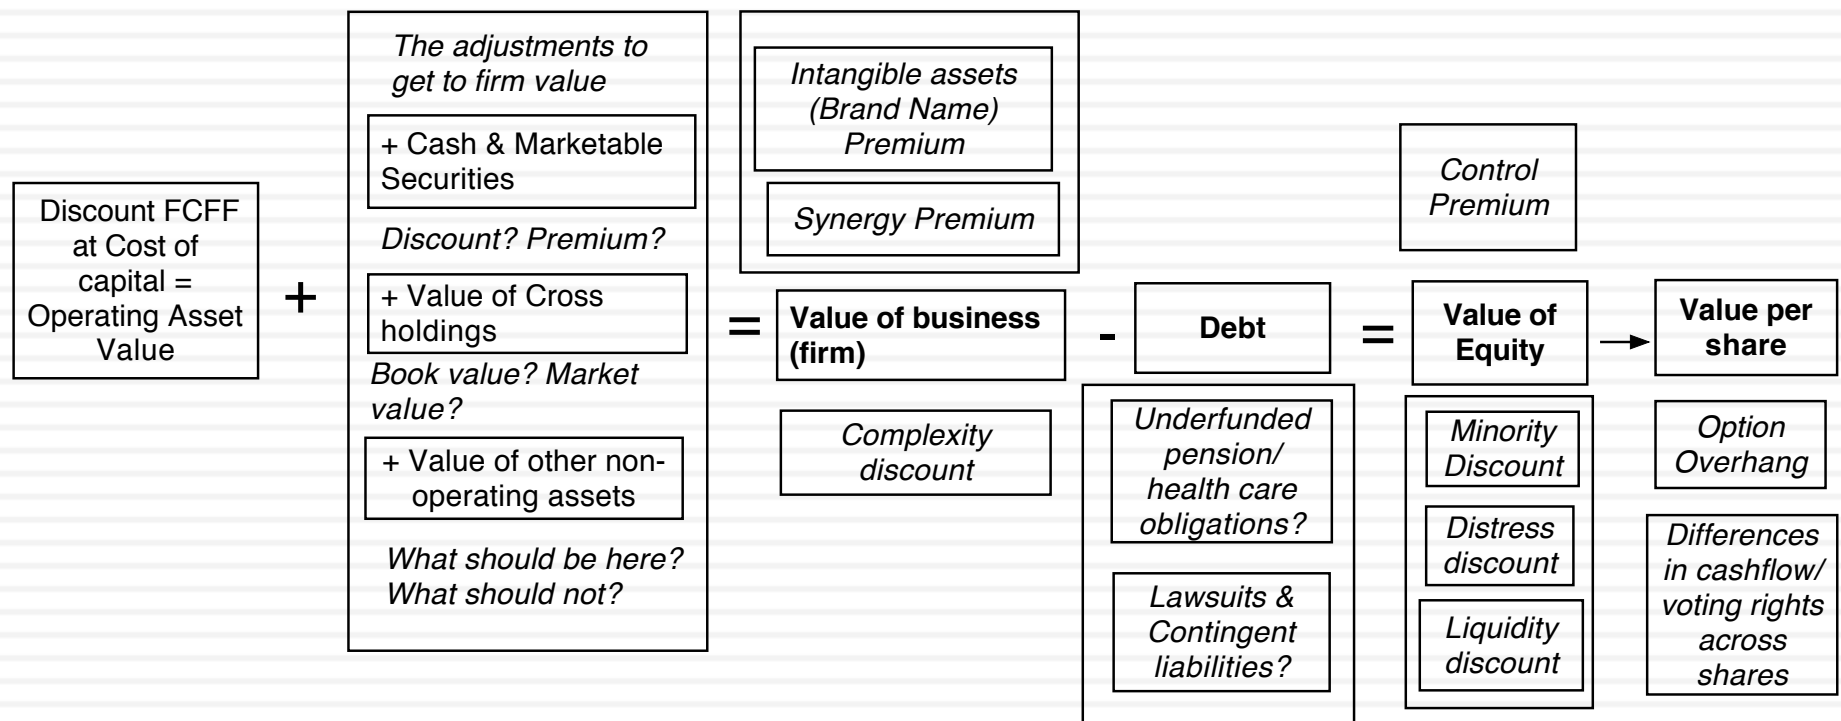 Discount FCFF
at Cost of
capital =
Operating Asset
Value
+
The adjustments to
get to firm value
+ Cash & Marketable
Securities
Discount? Premium?
+ Value of Cross
holdings
Book value? Market
value?
+ Value of other non-
operating assets
What should be here?
What should not?
=
Intangible assets
(Brand Name)
Premium
Synergy Premium
Value of business
(firm)
Complexity
discount
-
Debt
Underfunded
pension/
health care
obligations?
Lawsuits &
Contingent
liabilities?
=
Control
Premium
Value of
Equity
Minority
Discount
Distress
discount
Liquidity
discount
Value per
share
Option
Overhang
Differences
in cashflow/
voting rights
across
shares